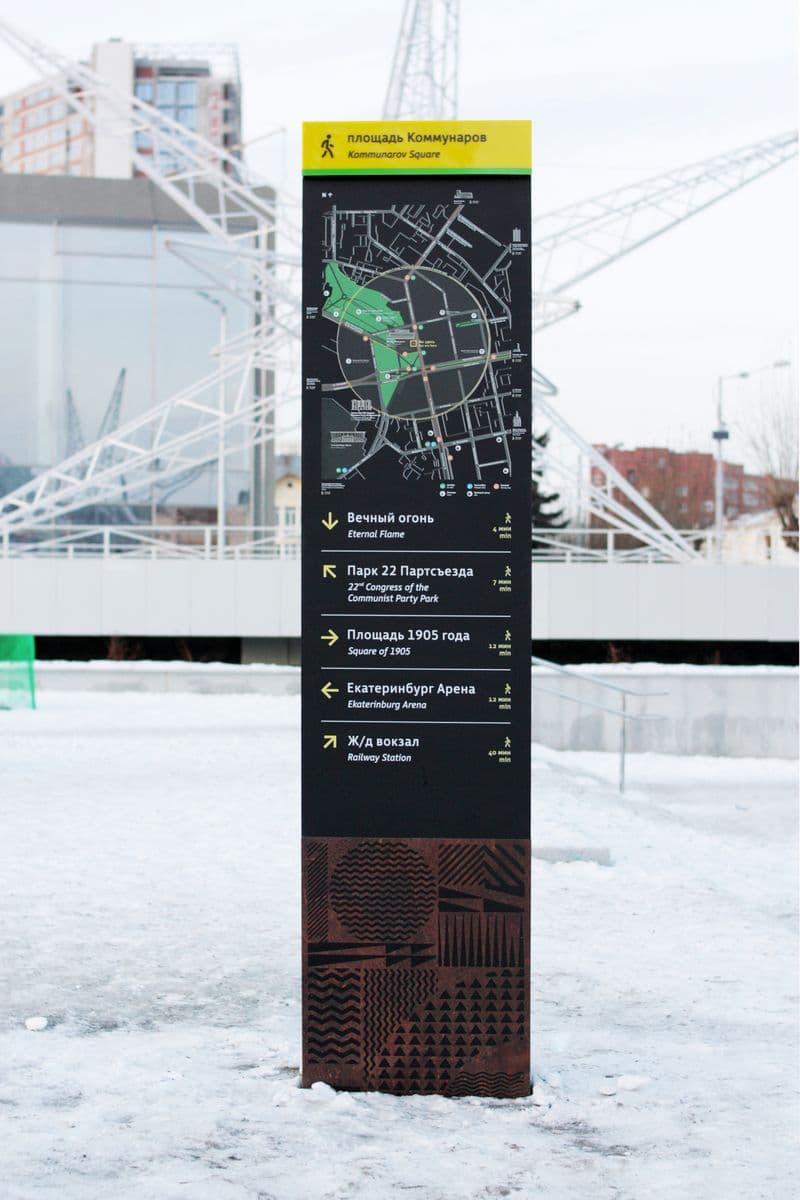 площадь Коммунаров
Kommunarov Square
N
Вечный огонь
Eternal Flame
4 мин
min
Парк 22 Партсъезда
22nd Congress of the
Communist Party Park
7 мин
min
Площадь 1905 года
Square of 1905
12 мин
min
Екатеринбург Арена
Ekaterinburg Arena
12 мин
min
Ж/д вокзал
Railway Station
40 мин
min